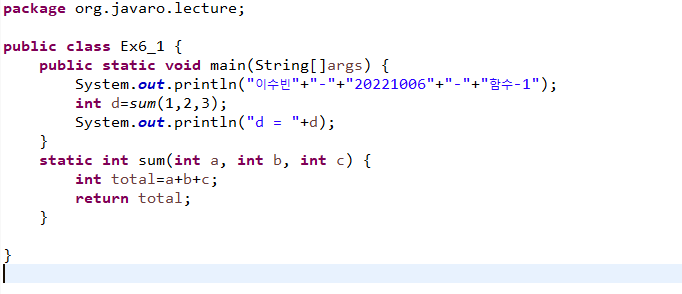 package org.javaro.lecture;

public class Ex6_1 {
    public static void main(String[]args) {
        System.out.println("이수빈"+"-"+"20221006"+"-"+"함수-1");
        int d=sum(1,2,3);
        System.out.println("d = "+d);
    }
    static int sum(int a, int b, int c) {
        int total=a+b+c;
        return total;
    }

}